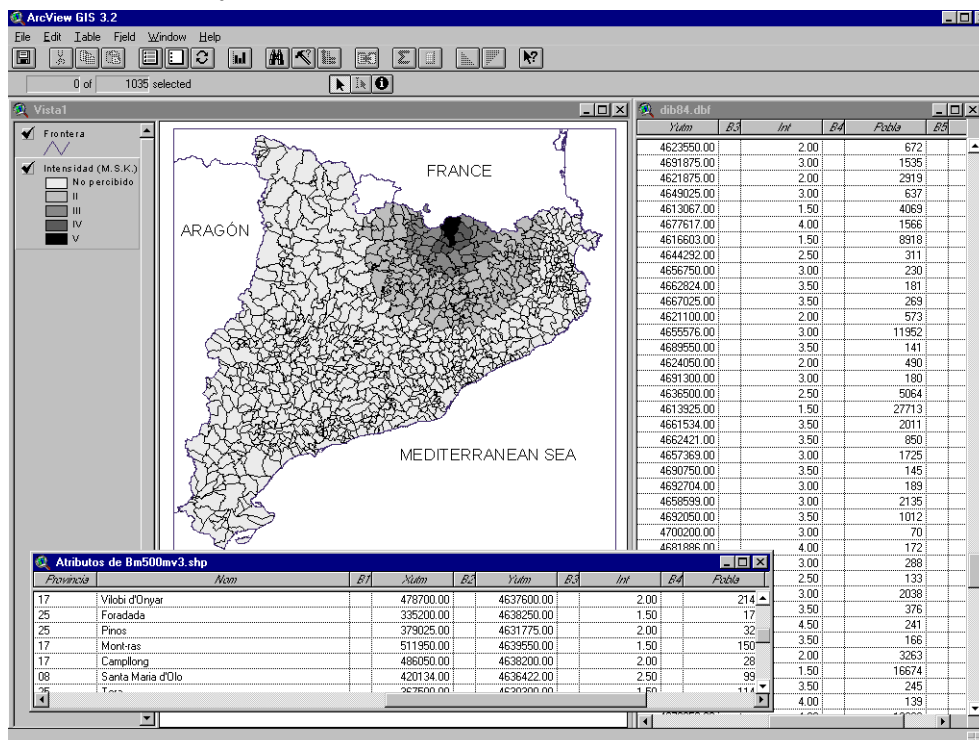 ArcView GIS 3.2
File Edit Table Field Window Help
0 of 1035 selected
Vista1
Frontera
Intensidad (M.S.K.)
No percibido
II
III
IV
V
FRANCE
ARAGÓN
MEDITERRANEAN SEA
dib84.dbf
Yutm B3 Int B4 Pobla B5
4623550.00 2.00 672
4691875.00 3.00 1535
4621875.00 2.00 2919
4649025.00 3.00 637
4613067.00 1.50 4069
4677617.00 4.00 1566
4616603.00 1.50 8918
4644292.00 2.50 311
4656750.00 3.00 230
4662824.00 3.50 181
4667025.00 3.50 269
4621100.00 2.00 573
4655576.00 3.00 11952
4689550.00 3.50 141
4624050.00 2.00 490
4691300.00 3.00 180
4636500.00 2.50 5064
4613925.00 1.50 27713
4661534.00 3.50 2011
4662421.00 3.50 850
4657369.00 3.00 1725
4690750.00 3.50 145
4692704.00 3.00 189
4658599.00 3.00 2135
4692050.00 3.50 1012
4700200.00 3.00 70
4681886.00 4.00 172
3.00 288
2.50 133
3.00 2038
3.50 376
4.50 241
3.50 166
2.00 3263
1.50 16674
3.50 245
4.00 139
Atributos de Bm500mv3.shp
Provincia Nom B1 Xutm B2 Yutm B3 Int B4 Pobla
17 Vilobi d'Onyar 478700.00 4637600.00 2.00 214
25 Foradada 335200.00 4638250.00 1.50 17
25 Pinos 379025.00 4631775.00 2.00 32
17 Mont-ras 511950.00 4639550.00 1.50 150
17 Campllong 486050.00 4638200.00 2.00 28
08 Santa Maria d'Olo 420134.00 4636422.00 2.50 99